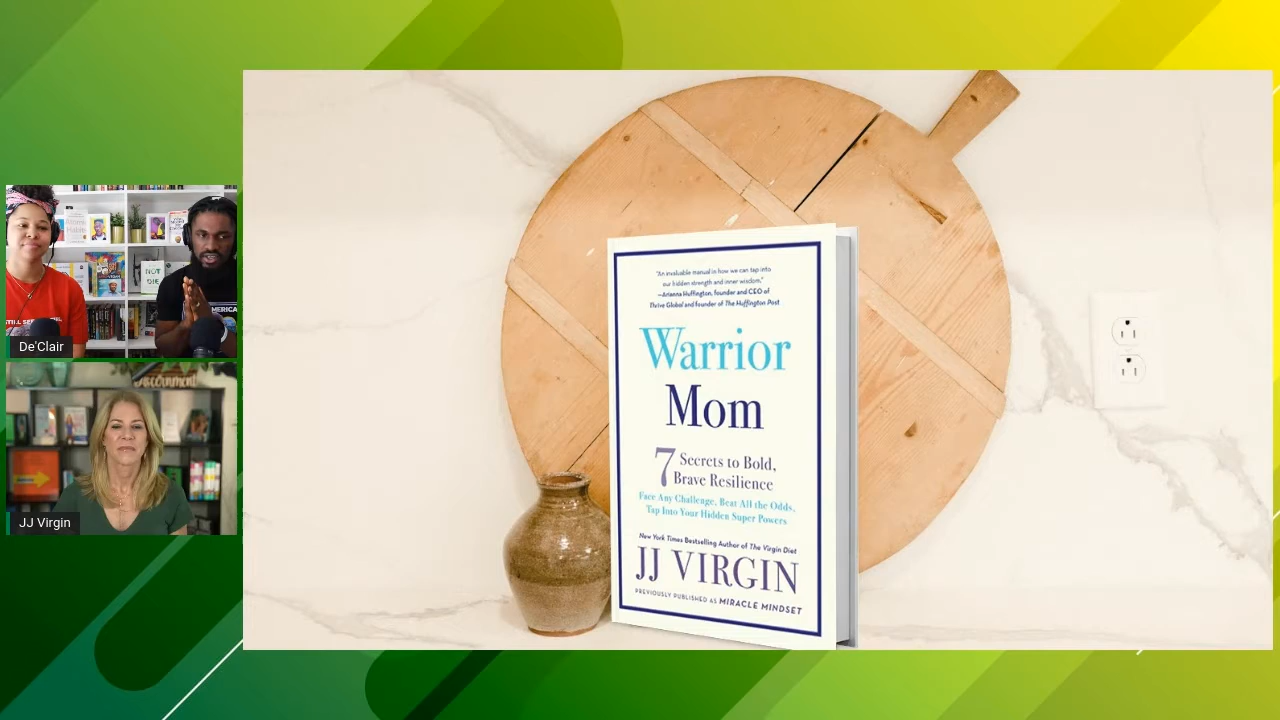 "An invaluable manual in how we can tap into
our hidden strength and inner wisdom."
—Arianna Huffington, founder and CEO of
Thrive Global and founder of The Huffington Post
Warrior
Mom
7 Secrets to Bold,
Brave Resilience
Face Any Challenge, Beat All the Odds,
Tap Into Your Hidden Super Powers
New York Times Bestselling Author of The Virgin Diet
JJ VIRGIN
PREVIOUSLY PUBLISHED AS MIRACLE MINDSET
NOT
DIE
De'Clair
JJ Virgin